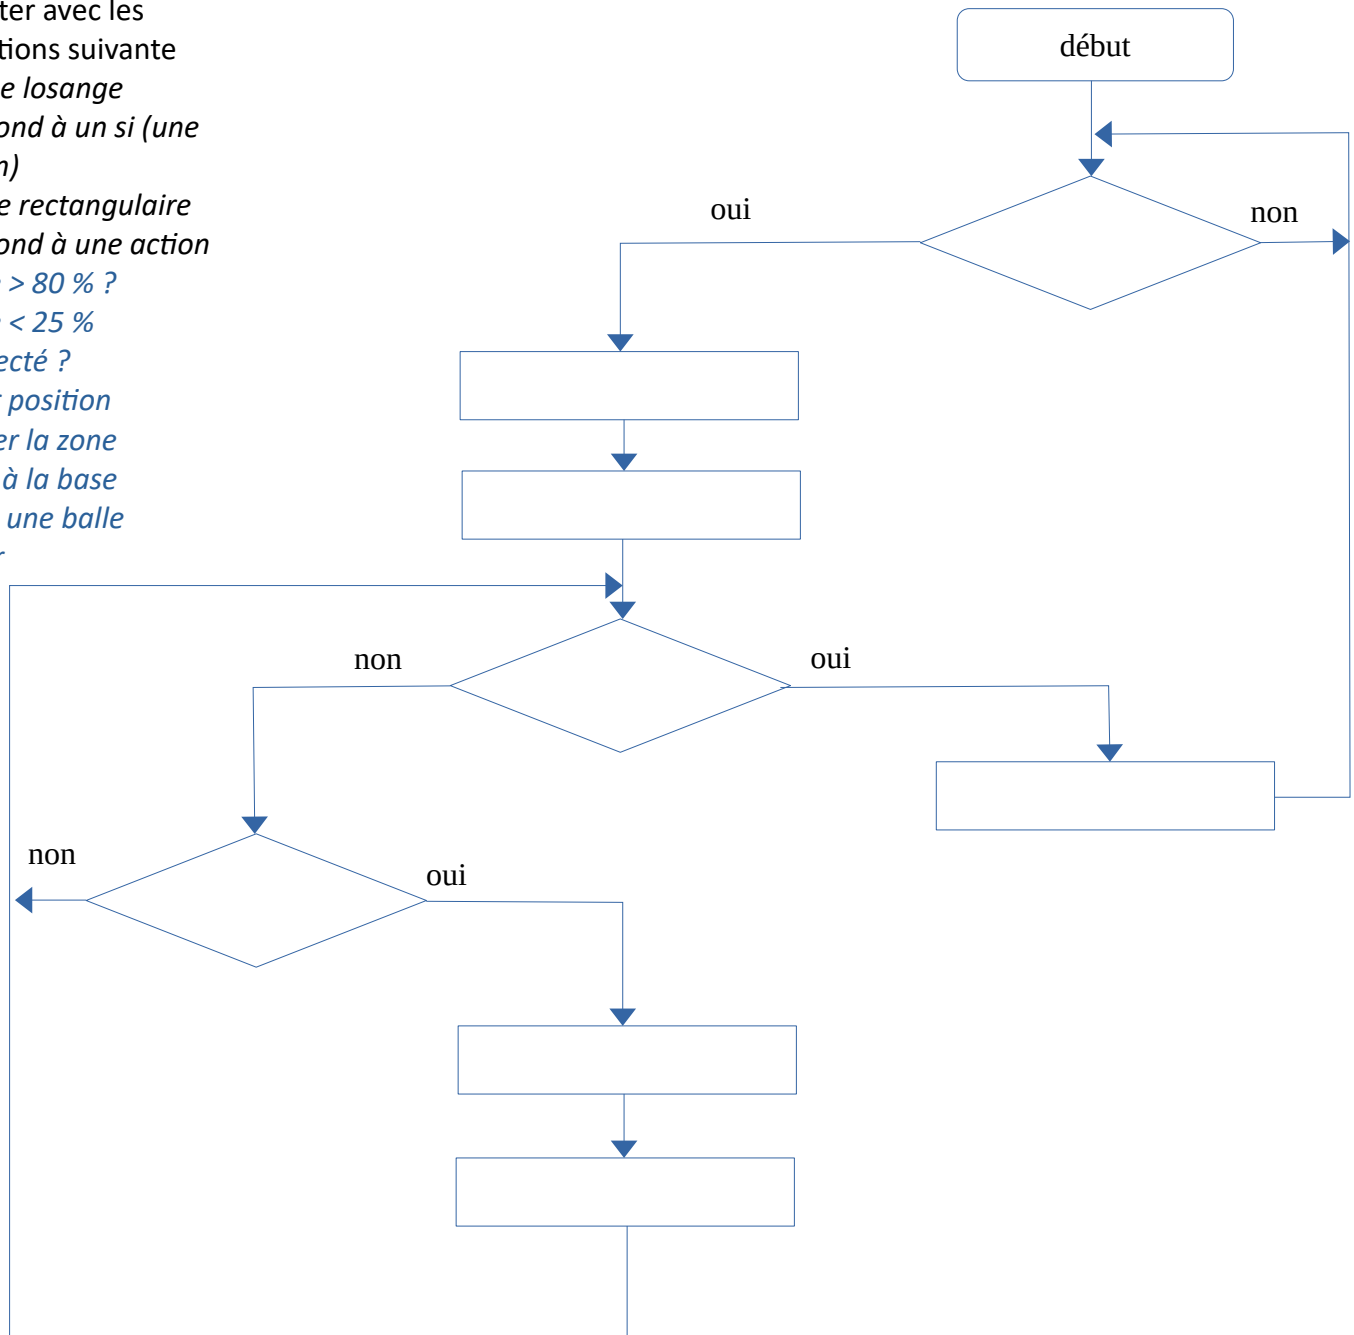 ter avec les
tions suivante
e losange
ond à un si (une
n)
e rectangulaire
ond à une action
> 80 % ?
< 25 %
ecté ?
position
er la zone
à la base
une balle
r
début
oui
non
non
oui
non
oui